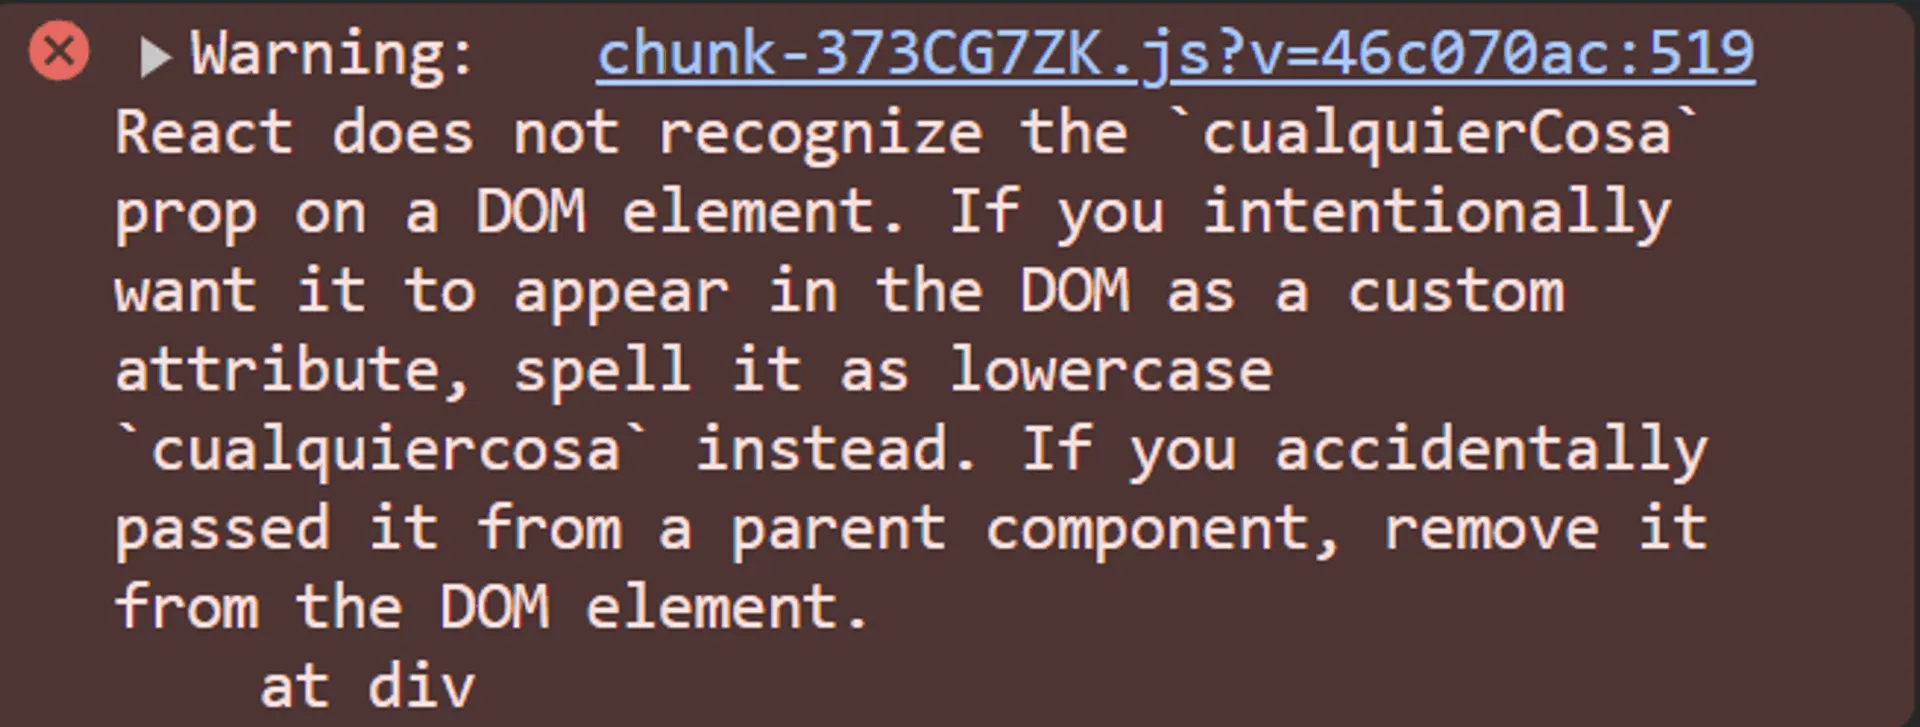 Warning: chunk-373CG7ZK.js?v=46c070ac:519
React does not recognize the `cualquierCosa`
prop on a DOM element. If you intentionally
want it to appear in the DOM as a custom
attribute, spell it as lowercase
`cualquiercosa` instead. If you accidentally
passed it from a parent component, remove it
from the DOM element.
at div